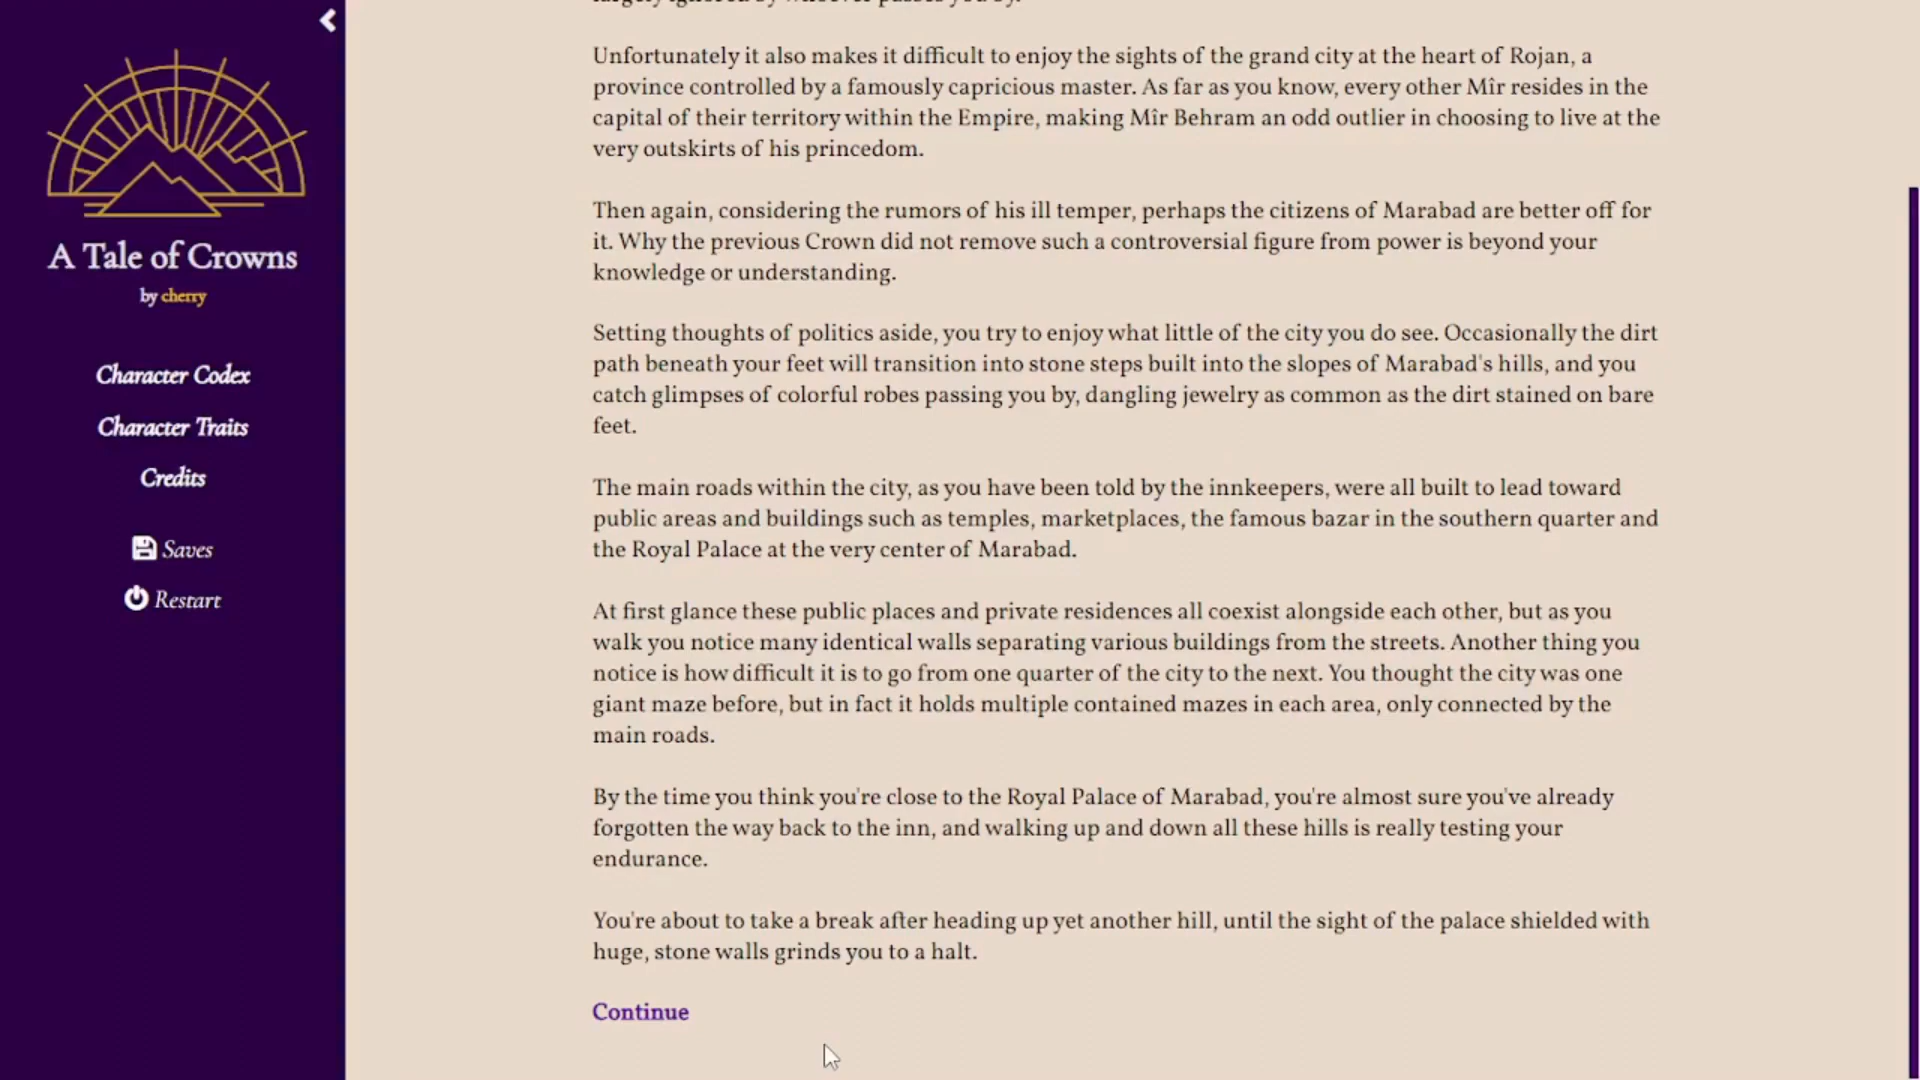 A Tale of Crowns
by cherry
Character Codex
Character Traits
Credits
Saves
Restart
largely ignored by whoever passes you by.
Unfortunately it also makes it difficult to enjoy the sights of the grand city at the heart of Rojan, a
province controlled by a famously capricious master. As far as you know, every other Mîr resides in the
capital of their territory within the Empire, making Mîr Behram an odd outlier in choosing to live at the
very outskirts of his princedom.
Then again, considering the rumors of his ill temper, perhaps the citizens of Marabad are better off for
it. Why the previous Crown did not remove such a controversial figure from power is beyond your
knowledge or understanding.
Setting thoughts of politics aside, you try to enjoy what little of the city you do see. Occasionally the dirt
path beneath your feet will transition into stone steps built into the slopes of Marabad's hills, and you
catch glimpses of colorful robes passing you by, dangling jewelry as common as the dirt stained on bare
feet.
The main roads within the city, as you have been told by the innkeepers, were all built to lead toward
public areas and buildings such as temples, marketplaces, the famous bazar in the southern quarter and
the Royal Palace at the very center of Marabad.
At first glance these public places and private residences all coexist alongside each other, but as you
walk you notice many identical walls separating various buildings from the streets. Another thing you
notice is how difficult it is to go from one quarter of the city to the next. You thought the city was one
giant maze before, but in fact it holds multiple contained mazes in each area, only connected by the
main roads.
By the time you think you're close to the Royal Palace of Marabad, you're almost sure you've already
forgotten the way back to the inn, and walking up and down all these hills is really testing your
endurance.
You're about to take a break after heading up yet another hill, until the sight of the palace shielded with
huge, stone walls grinds you to a halt.
Continue